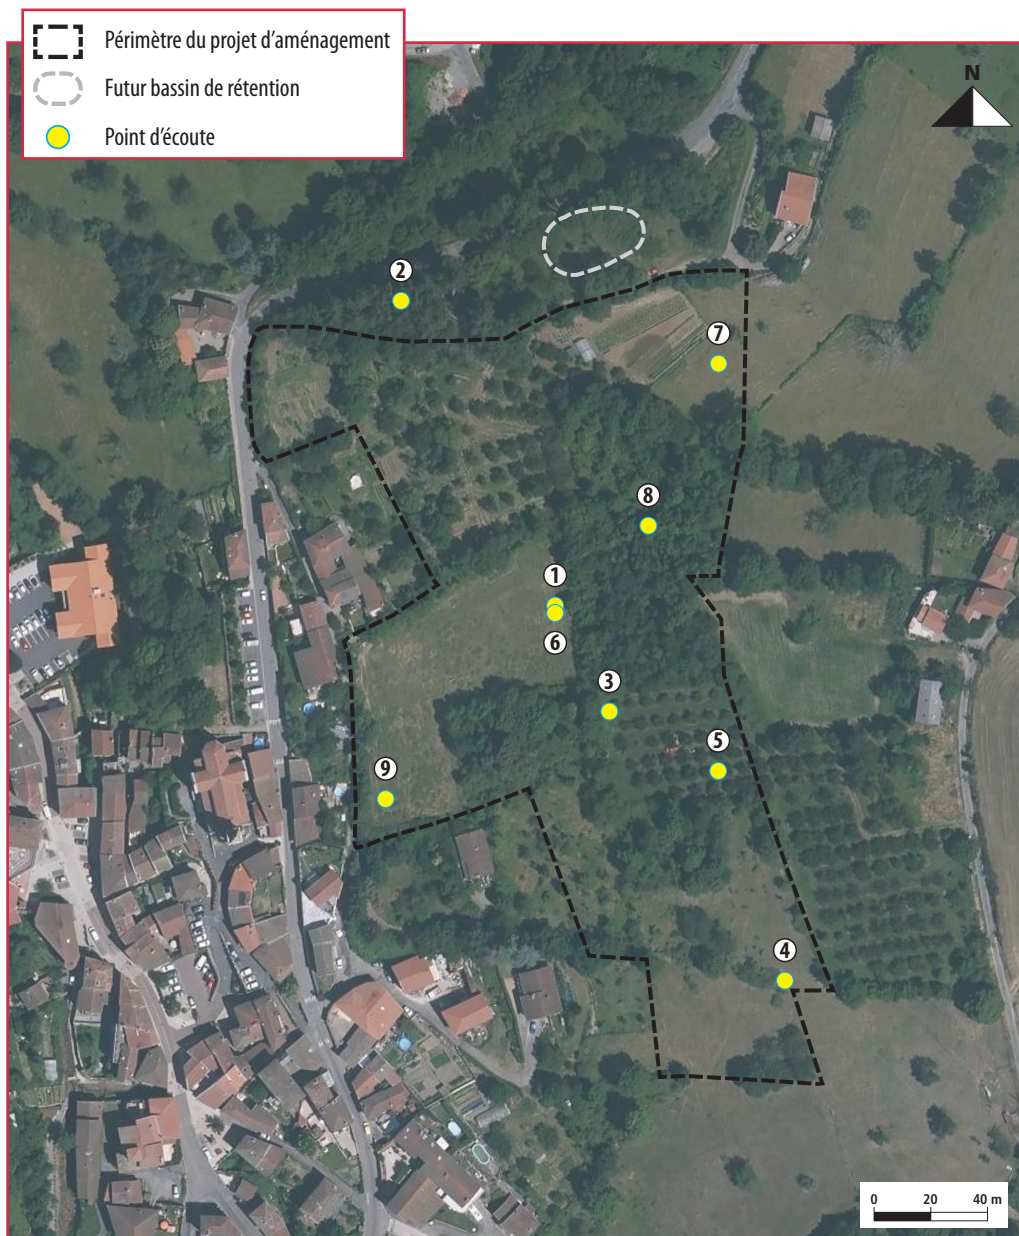 Périmètre du projet d'aménagement
Futur bassin de rétention
Point d'écoute
N
2
7
8
1
6
3
5
9
4
0 20 40 m